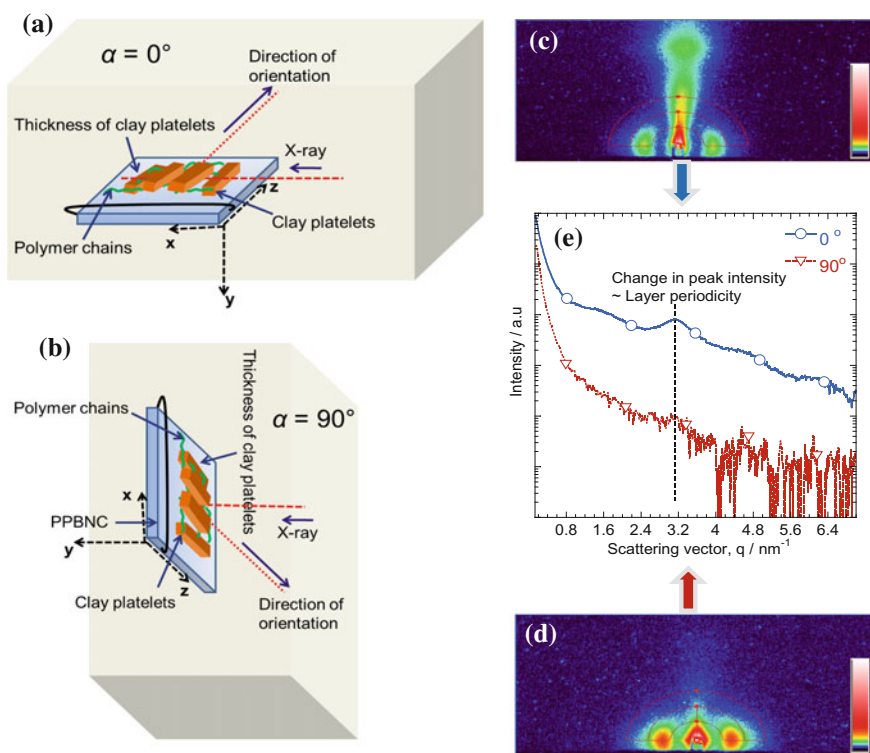 (a)
α = 0°
Direction of
orientation
Thickness of clay platelets
X-ray
z
Clay platelets
Polymer chains
x
y
(b)
Polymer chains
Thickness of clay platelets
α = 90°
x
PPBNC
y
z
X-ray
Clay platelets
Direction of
orientation
(c)
(e)
0 °
90°
Change in peak intensity
~ Layer periodicity
Intensity / a.u
0.8 1.6 2.4 3.2 4 4.8 5.6 6.4
Scattering vector, q / nm⁻¹
(d)